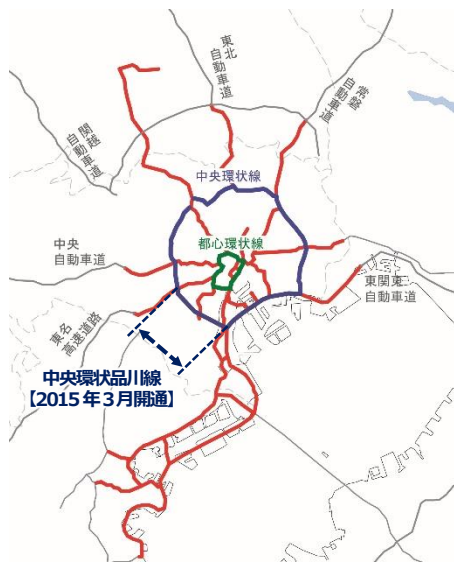 東北
自動車道
常磐
自動車道
関越
自動車道
中央環状線
都心環状線
中央
自動車道
東関東
自動車道
東名
高速道路
中央環状品川線
【2015年3月開通】